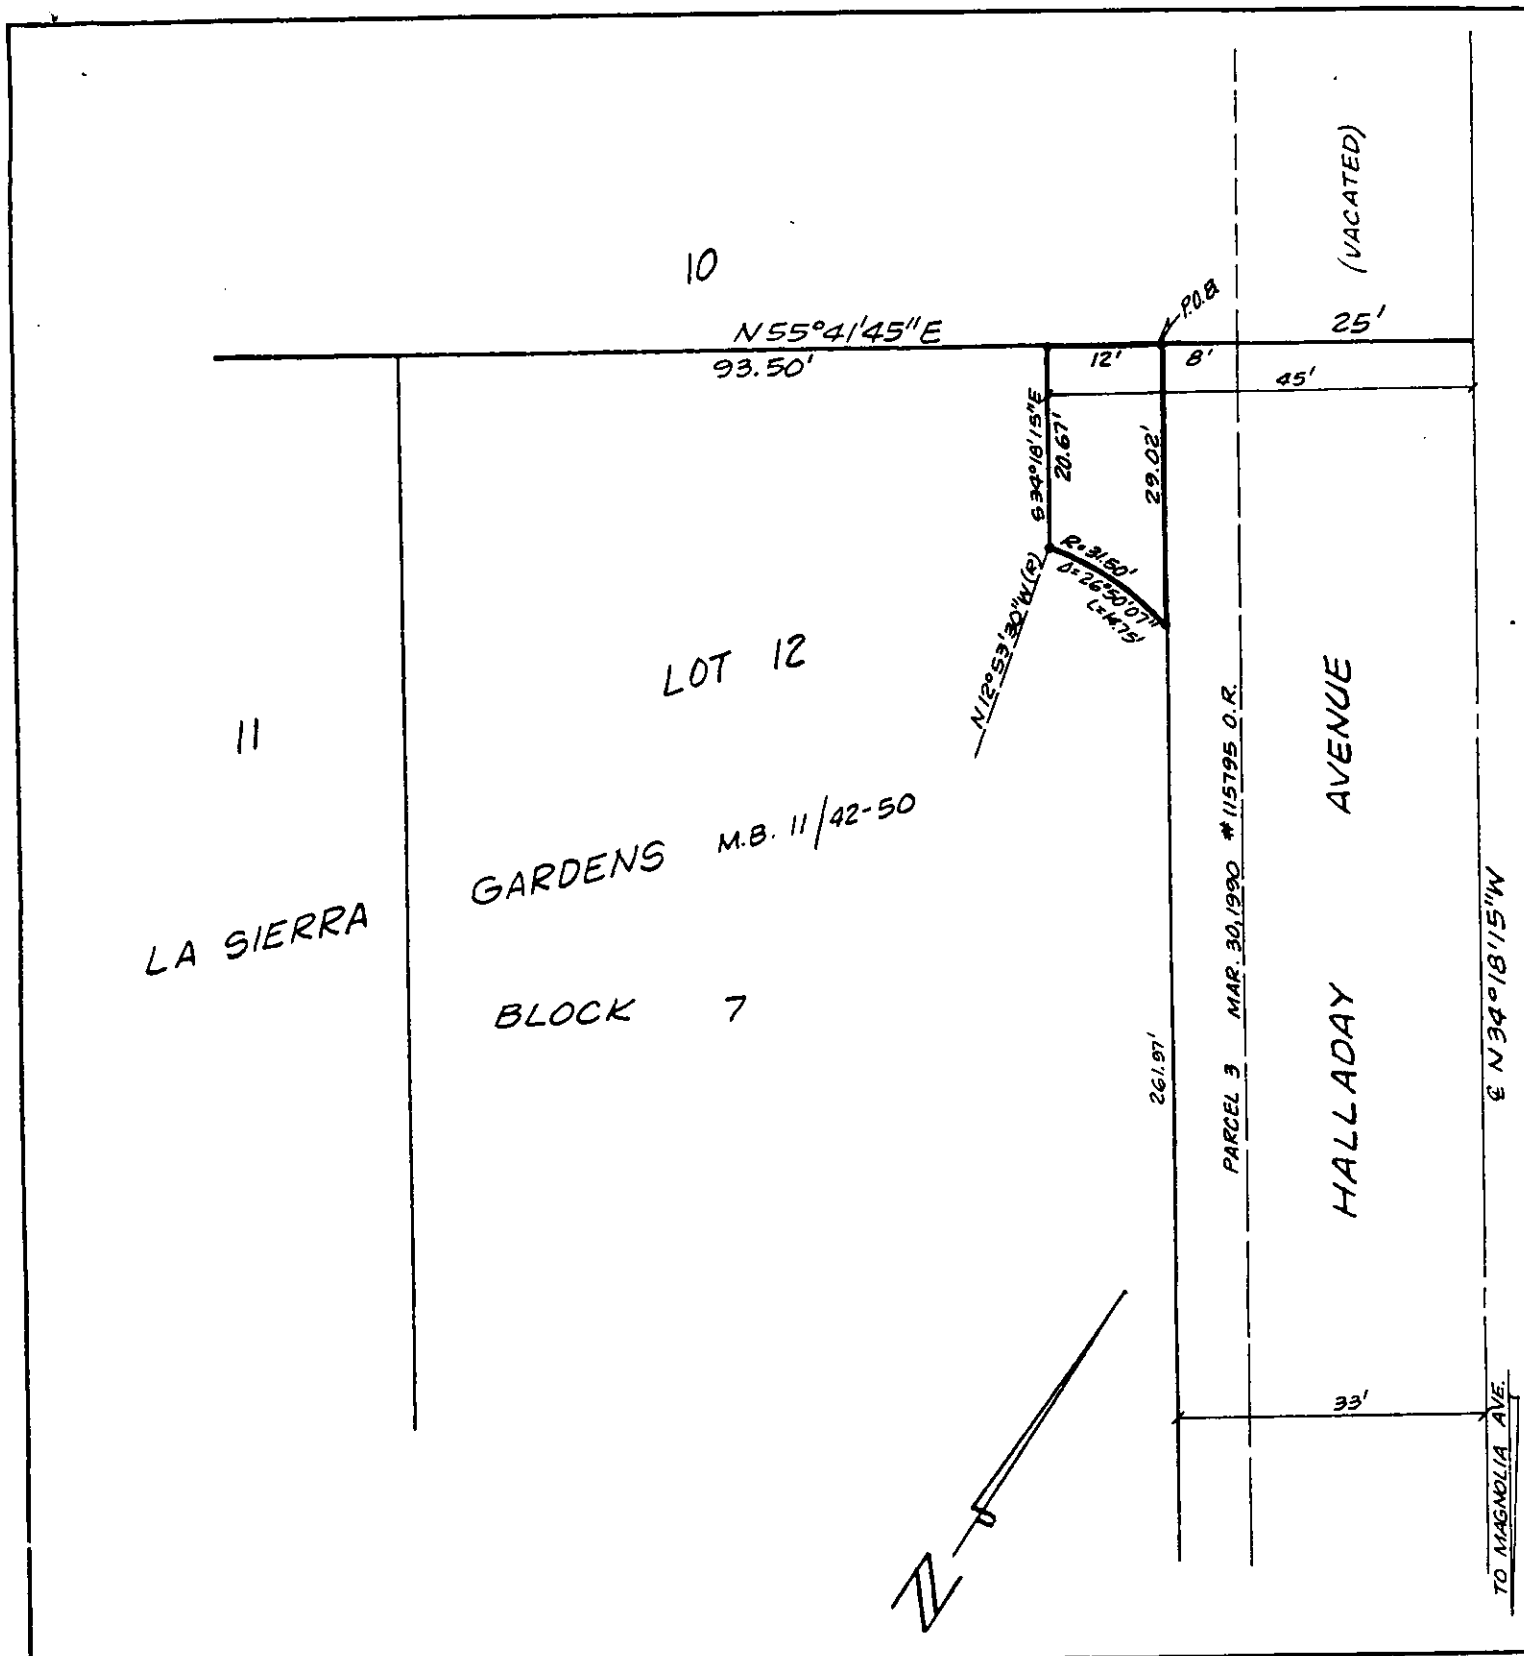 (VACATED)
10
P.O.B.
N 55°41'45"E
25'
93.50'
12'
8'
45'
S34°18'15"E
20.67'
29.02'
R=31.50'
Δ=26°50'07"
L=14.75'
N12°53'30"W(R)
LOT 12
11
PARCEL 3 MAR. 30, 1990 #115795 O.R.
HALLADAY AVENUE
GARDENS M.B. 11/42-50
LA SIERRA
BLOCK 7
261.97'
℄ N 34°18'15"W
33'
TO MAGNOLIA AVE.
N